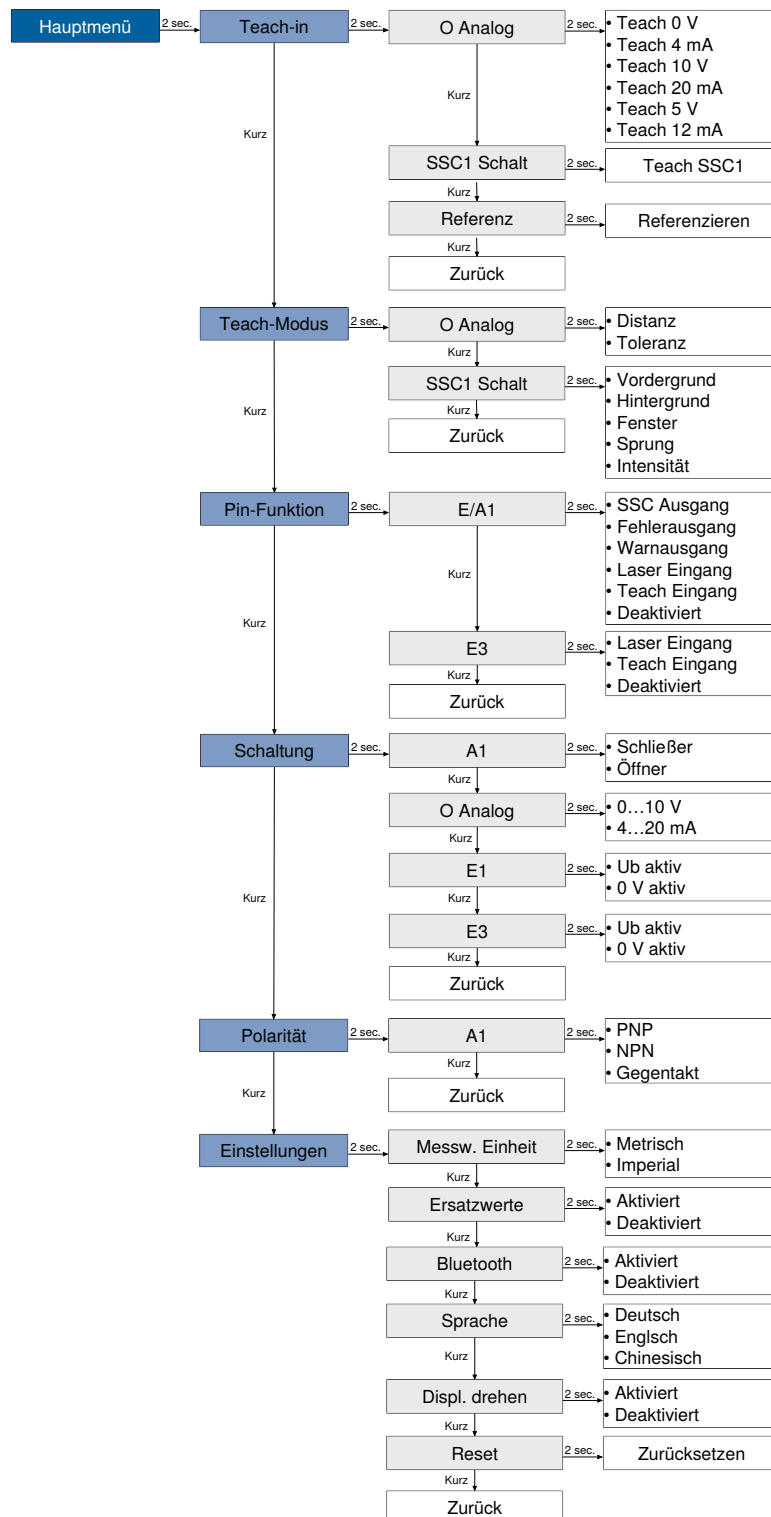 Hauptmenü
2 sec.
Teach-in
2 sec.
O Analog
2 sec.
• Teach 0 V
• Teach 4 mA
• Teach 10 V
• Teach 20 mA
• Teach 5 V
• Teach 12 mA
Kurz
Kurz
SSC1 Schalt
2 sec.
Teach SSC1
Kurz
Referenz
2 sec.
Referenzieren
Kurz
Zurück
Teach-Modus
2 sec.
O Analog
2 sec.
• Distanz
• Toleranz
Kurz
SSC1 Schalt
2 sec.
• Vordergrund
• Hintergrund
• Fenster
• Sprung
• Intensität
Kurz
Kurz
Zurück
Pin-Funktion
2 sec.
E/A1
2 sec.
• SSC Ausgang
• Fehlerausgang
• Warnausgang
• Laser Eingang
• Teach Eingang
• Deaktiviert
Kurz
Kurz
E3
2 sec.
• Laser Eingang
• Teach Eingang
• Deaktiviert
Kurz
Zurück
Schaltung
2 sec.
A1
2 sec.
• Schließer
• Öffner
Kurz
O Analog
2 sec.
• 0…10 V
• 4…20 mA
Kurz
E1
2 sec.
• Ub aktiv
• 0 V aktiv
Kurz
Kurz
E3
2 sec.
• Ub aktiv
• 0 V aktiv
Kurz
Zurück
Polarität
2 sec.
A1
2 sec.
• PNP
• NPN
• Gegentakt
Kurz
Kurz
Zurück
Einstellungen
2 sec.
Messw. Einheit
2 sec.
• Metrisch
• Imperial
Kurz
Ersatzwerte
2 sec.
• Aktiviert
• Deaktiviert
Kurz
Bluetooth
2 sec.
• Aktiviert
• Deaktiviert
Kurz
Sprache
2 sec.
• Deutsch
• Englsch
• Chinesisch
Kurz
Displ. drehen
2 sec.
• Aktiviert
• Deaktiviert
Kurz
Reset
2 sec.
Zurücksetzen
Kurz
Zurück